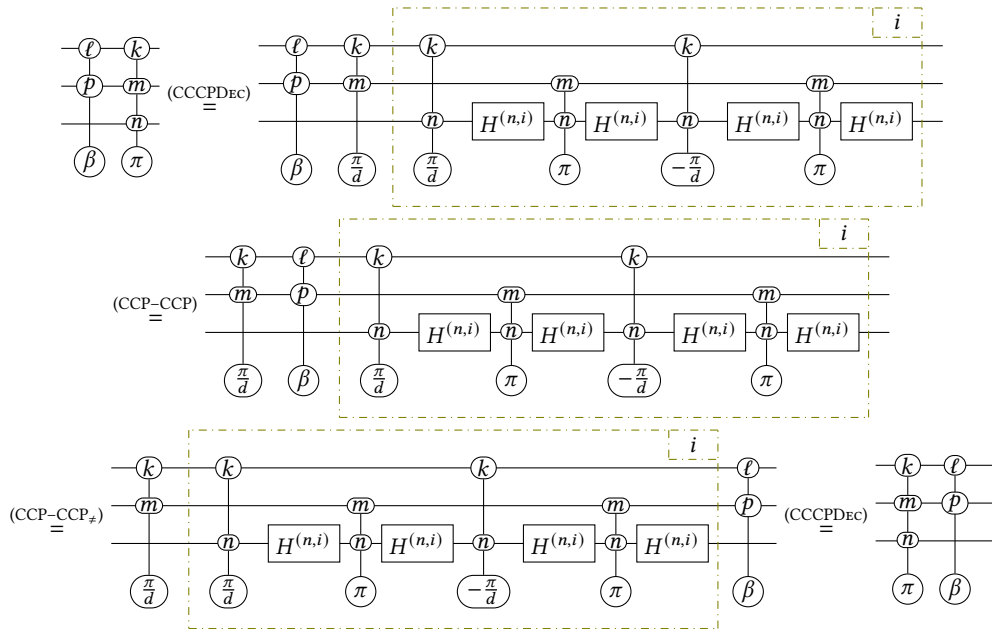 i
ℓ k ℓ k k k
p m (CCCPDec) = p m m m
n n H^{(n,i)} n H^{(n,i)} n H^{(n,i)} n H^{(n,i)}
β π β π/d π/d π −π/d π
i
k ℓ k k
(CCP–CCP) = m p m m
n H^{(n,i)} n H^{(n,i)} n H^{(n,i)} n H^{(n,i)}
π/d β π/d π −π/d π
i
k k k ℓ k ℓ
(CCP–CCP≠) = m m m p (CCCPDec) = m p
n H^{(n,i)} n H^{(n,i)} n H^{(n,i)} n H^{(n,i)} n
π/d π/d π −π/d π β π β